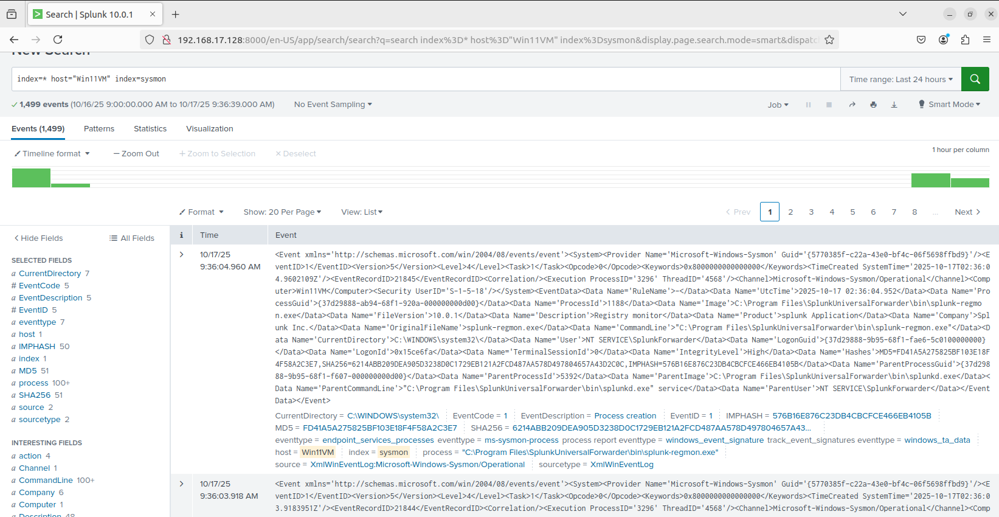 Search | Splunk 10.0.1
192.168.17.128:8000/en-US/app/search/search?q=search index%3D* host%3D"Win11VM" index%3Dsysmon&display.page.search.mode=smart&dispatc
New Search
index=* host="Win11VM" index=sysmon
Time range: Last 24 hours
1,499 events (10/16/25 9:00:00.000 AM to 10/17/25 9:36:39.000 AM)
No Event Sampling
Job
Smart Mode
Events (1,499)
Patterns
Statistics
Visualization
Timeline format
Zoom Out
Zoom to Selection
Deselect
1 hour per column
Format
Show: 20 Per Page
View: List
Prev
1 2 3 4 5 6 7 8 ... Next
Hide Fields
All Fields
SELECTED FIELDS
a CurrentDirectory 7
# EventCode 5
a EventDescription 5
# EventID 5
a eventtype 7
a host 1
a IMPHASH 50
a index 1
a MD5 51
a process 100+
a SHA256 51
a source 2
a sourcetype 2
INTERESTING FIELDS
a action 4
a Channel 1
a CommandLine 100+
a Company 6
a Computer 1
a Description 48
i Time Event
10/17/25
9:36:04.960 AM
<Event xmlns='http://schemas.microsoft.com/win/2004/08/events/event'><System><Provider Name='Microsoft-Windows-Sysmon' Guid='{5770385f-c22a-43e0-bf4c-06f5698ffbd9}'/><E
ventID>1</EventID><Version>5</Version><Level>4</Level><Task>1</Task><Opcode>0</Opcode><Keywords>0x8000000000000000</Keywords><TimeCreated SystemTime='2025-10-17T02:36:0
4.9602109Z'/><EventRecordID>21845</EventRecordID><Correlation/><Execution ProcessID='3296' ThreadID='4568'/><Channel>Microsoft-Windows-Sysmon/Operational</Channel><Comp
uter>Win11VM</Computer><Security UserID='S-1-5-18'/></System><EventData><Data Name='RuleName'>-</Data><Data Name='UtcTime'>2025-10-17 02:36:04.952</Data><Data Name='Pro
cessGuid'>{37d29888-ab94-68f1-920a-000000000d00}</Data><Data Name='ProcessId'>1188</Data><Data Name='Image'>C:\Program Files\SplunkUniversalForwarder\bin\splunk-regmo
n.exe</Data><Data Name='FileVersion'>10.0.1</Data><Data Name='Description'>Registry monitor</Data><Data Name='Product'>splunk Application</Data><Data Name='Company'>Spl
unk Inc.</Data><Data Name='OriginalFileName'>splunk-regmon.exe</Data><Data Name='CommandLine'>"C:\Program Files\SplunkUniversalForwarder\bin\splunk-regmon.exe"</Data><D
ata Name='CurrentDirectory'>C:\WINDOWS\system32\</Data><Data Name='User'>NT SERVICE\SplunkForwarder</Data><Data Name='LogonGuid'>{37d29888-9b95-68f1-fae6-5c0100000000}
</Data><Data Name='LogonId'>0x15ce6fa</Data><Data Name='TerminalSessionId'>0</Data><Data Name='IntegrityLevel'>High</Data><Data Name='Hashes'>MD5=FD41A5A275825BF103E18F
4F58A2C3E7,SHA256=6214ABB209DEA905D3238D0C1729EB121A2FCD487AA578D497804657A43D2C0C,IMPHASH=576B16E876C23DB4CBCFCE466EB4105B</Data><Data Name='ParentProcessGuid'>{37d298
88-9b95-68f1-f607-000000000d00}</Data><Data Name='ParentProcessId'>5392</Data><Data Name='ParentImage'>C:\Program Files\SplunkUniversalForwarder\bin\splunkd.exe</Data><
Data Name='ParentCommandLine'>"C:\Program Files\SplunkUniversalForwarder\bin\splunkd.exe" service</Data><Data Name='ParentUser'>NT SERVICE\SplunkForwarder</Data></Event
Data></Event>
CurrentDirectory = C:\WINDOWS\system32\ EventCode = 1 EventDescription = Process creation EventID = 1 IMPHASH = 576B16E876C23DB4CBCFCE466EB4105B
MD5 = FD41A5A275825BF103E18F4F58A2C3E7 SHA256 = 6214ABB209DEA905D3238D0C1729EB121A2FCD487AA578D497804657A43...
eventtype = endpoint_services_processes eventtype = ms-sysmon-process process report eventtype = windows_event_signature track_event_signatures eventtype = windows_ta_data
host = Win11VM index = sysmon process = "C:\Program Files\SplunkUniversalForwarder\bin\splunk-regmon.exe"
source = XmlWinEventLog:Microsoft-Windows-Sysmon/Operational sourcetype = XmlWinEventLog
10/17/25
9:36:03.918 AM
<Event xmlns='http://schemas.microsoft.com/win/2004/08/events/event'><System><Provider Name='Microsoft-Windows-Sysmon' Guid='{5770385f-c22a-43e0-bf4c-06f5698ffbd9}'/><E
ventID>1</EventID><Version>5</Version><Level>4</Level><Task>1</Task><Opcode>0</Opcode><Keywords>0x8000000000000000</Keywords><TimeCreated SystemTime='2025-10-17T02:36:0
3.9183951Z'/><EventRecordID>21844</EventRecordID><Correlation/><Execution ProcessID='3296' ThreadID='4568'/><Channel>Microsoft-Windows-Sysmon/Operational</Channel><Comp